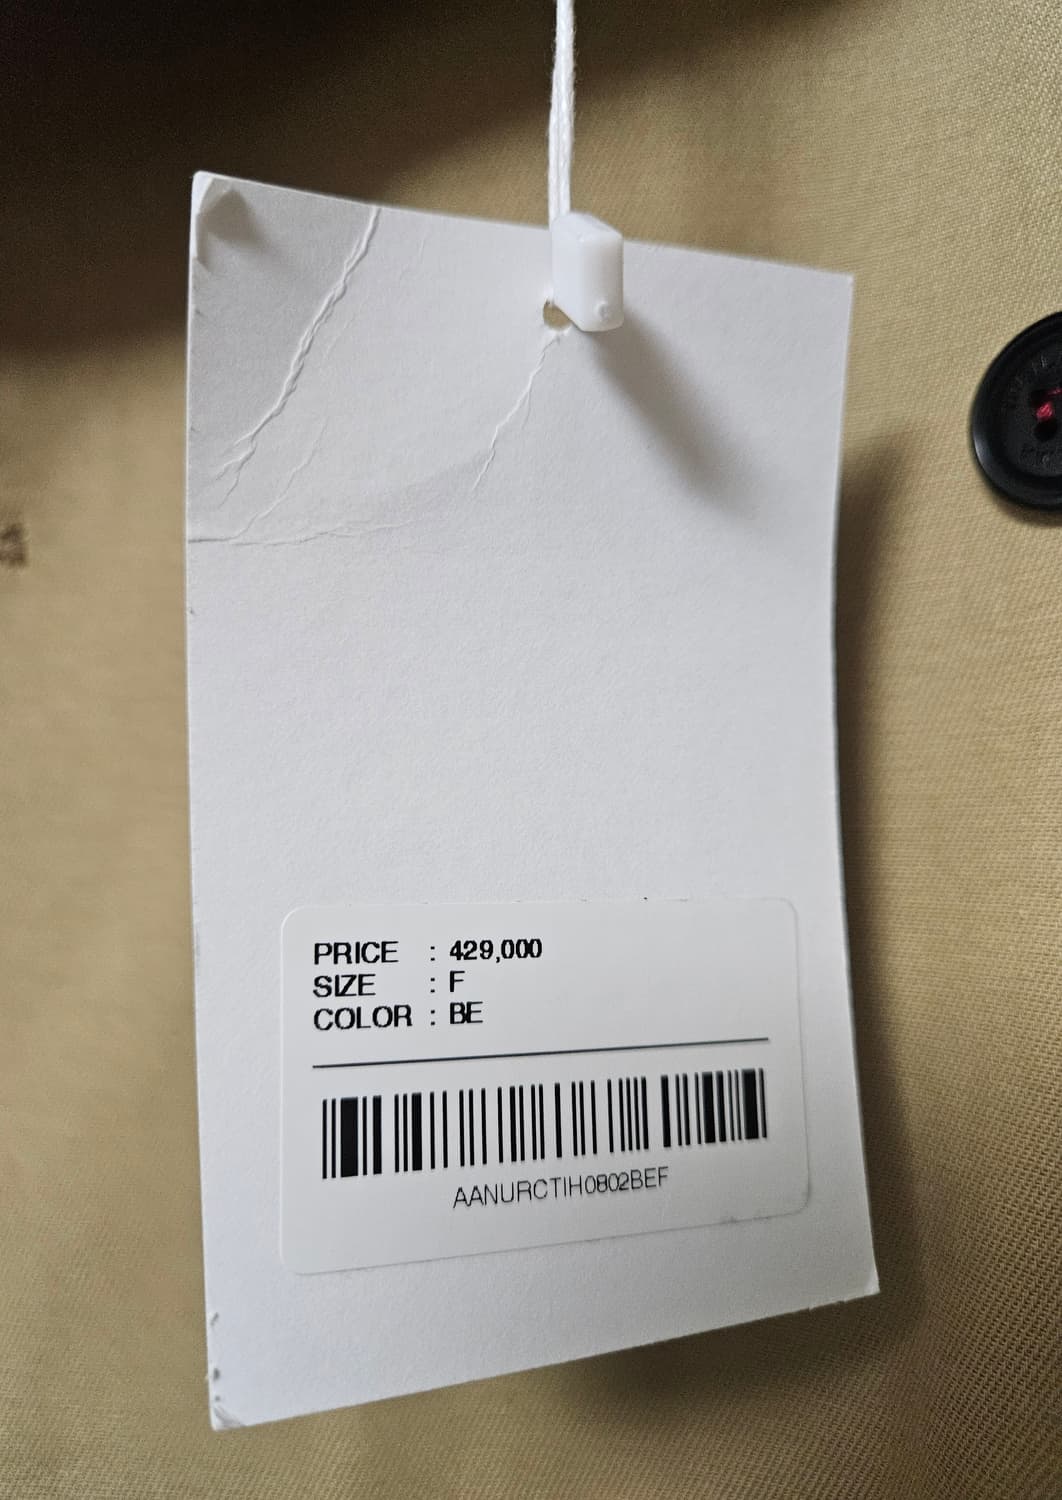 PRICE : 429,000
SIZE : F
COLOR : BE
AANURCTIH0802BEF